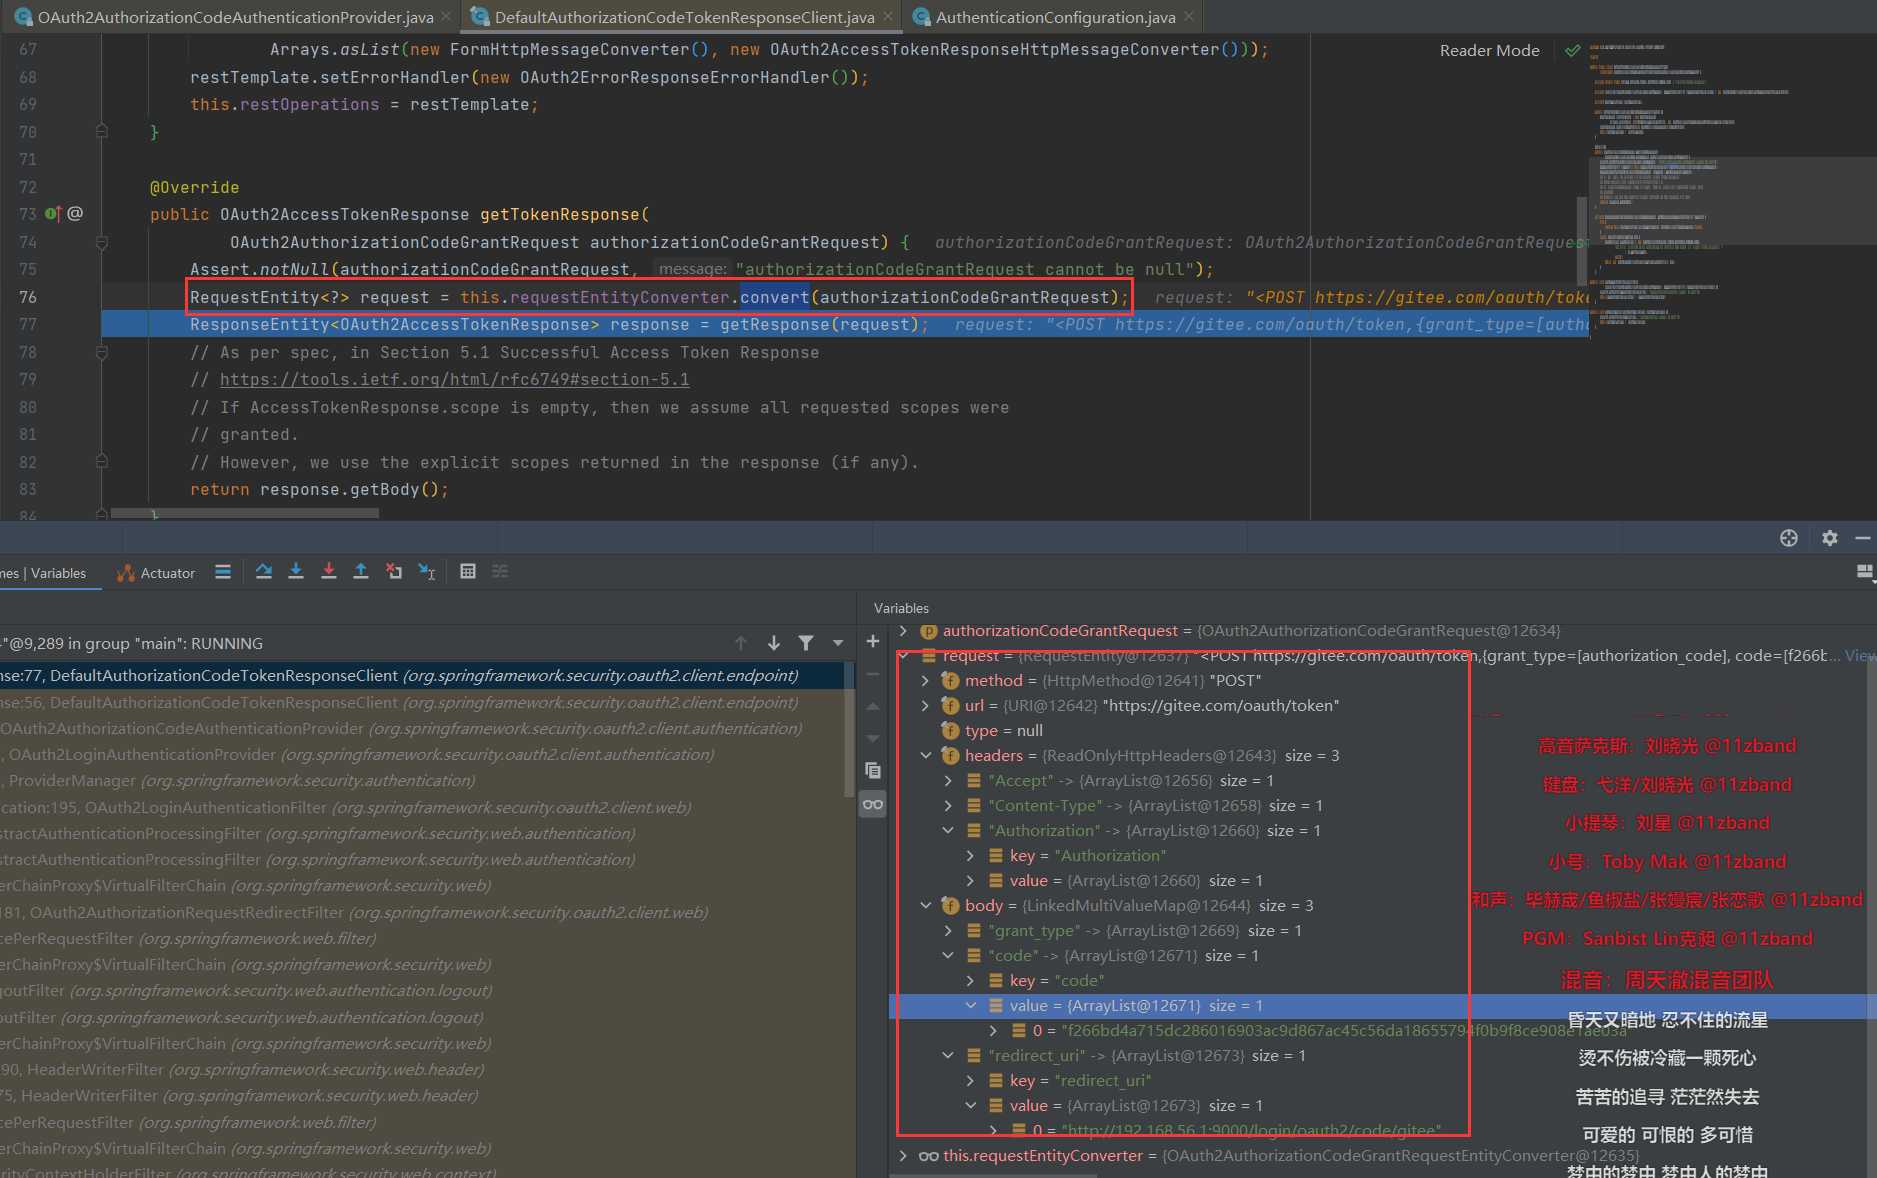 OAuth2AuthorizationCodeAuthenticationProvider.java
DefaultAuthorizationCodeTokenResponseClient.java
AuthenticationConfiguration.java
67 Arrays.asList(new FormHttpMessageConverter(), new OAuth2AccessTokenResponseHttpMessageConverter()));
Reader Mode
68 restTemplate.setErrorHandler(new OAuth2ErrorResponseErrorHandler());
69 this.restOperations = restTemplate;
70 }
71
72 @Override
73 @ public OAuth2AccessTokenResponse getTokenResponse(
74 OAuth2AuthorizationCodeGrantRequest authorizationCodeGrantRequest) { authorizationCodeGrantRequest: OAuth2AuthorizationCodeGrantRequest
75 Assert.notNull(authorizationCodeGrantRequest, message: "authorizationCodeGrantRequest cannot be null");
76 RequestEntity<?> request = this.requestEntityConverter.convert(authorizationCodeGrantRequest); request: "<POST https://gitee.com/oauth/toke
77 ResponseEntity<OAuth2AccessTokenResponse> response = getResponse(request); request: "<POST https://gitee.com/oauth/token,{grant_type=[autho
78 // As per spec, in Section 5.1 Successful Access Token Response
79 // https://tools.ietf.org/html/rfc6749#section-5.1
80 // If AccessTokenResponse.scope is empty, then we assume all requested scopes were
81 // granted.
82 // However, we use the explicit scopes returned in the response (if any).
83 return response.getBody();
84 }
mes | Variables
Actuator
Variables
4"@9,289 in group "main": RUNNING
nse:77, DefaultAuthorizationCodeTokenResponseClient (org.springframework.security.oauth2.client.endpoint)
nse:56, DefaultAuthorizationCodeTokenResponseClient (org.springframework.security.oauth2.client.endpoint)
OAuth2AuthorizationCodeAuthenticationProvider (org.springframework.security.oauth2.client.authentication)
, OAuth2LoginAuthenticationProvider (org.springframework.security.oauth2.client.authentication)
, ProviderManager (org.springframework.security.authentication)
ication:195, OAuth2LoginAuthenticationFilter (org.springframework.security.oauth2.client.web)
stractAuthenticationProcessingFilter (org.springframework.security.web.authentication)
stractAuthenticationProcessingFilter (org.springframework.security.web.authentication)
erChainProxy$VirtualFilterChain (org.springframework.security.web)
181, OAuth2AuthorizationRequestRedirectFilter (org.springframework.security.oauth2.client.web)
cePerRequestFilter (org.springframework.web.filter)
erChainProxy$VirtualFilterChain (org.springframework.security.web)
goutFilter (org.springframework.security.web.authentication.logout)
outFilter (org.springframework.security.web.authentication.logout)
erChainProxy$VirtualFilterChain (org.springframework.security.web)
90, HeaderWriterFilter (org.springframework.security.web.header)
75, HeaderWriterFilter (org.springframework.security.web.header)
cePerRequestFilter (org.springframework.web.filter)
erChainProxy$VirtualFilterChain (org.springframework.security.web)
urityContextHolderFilter (org.springframework.security.web.context)
authorizationCodeGrantRequest = {OAuth2AuthorizationCodeGrantRequest@12634}
request = {RequestEntity@12637} "<POST https://gitee.com/oauth/token,{grant_type=[authorization_code], code=[f266b... View
method = {HttpMethod@12641} "POST"
url = {URI@12642} "https://gitee.com/oauth/token"
type = null
headers = {ReadOnlyHttpHeaders@12643} size = 3
"Accept" -> {ArrayList@12656} size = 1
"Content-Type" -> {ArrayList@12658} size = 1
"Authorization" -> {ArrayList@12660} size = 1
key = "Authorization"
value = {ArrayList@12660} size = 1
body = {LinkedMultiValueMap@12644} size = 3
"grant_type" -> {ArrayList@12669} size = 1
"code" -> {ArrayList@12671} size = 1
key = "code"
value = {ArrayList@12671} size = 1
0 = "f266bd4a715dc286016903ac9d867ac45c56da18655794f0b9f8ce908e1ae03a"
"redirect_uri" -> {ArrayList@12673} size = 1
key = "redirect_uri"
value = {ArrayList@12673} size = 1
0 = "http://192.168.56.1:9000/login/oauth2/code/gitee"
this.requestEntityConverter = {OAuth2AuthorizationCodeGrantRequestEntityConverter@12635}
高音萨克斯：刘晓光 @11zband
键盘：弋洋/刘晓光 @11zband
小提琴：刘星 @11zband
小号：Toby Mak @11zband
和声：毕赫宬/鱼椒盐/张嫚宸/张恋歌 @11zband
PGM：Sanbist Lin克昶 @11zband
混音：周天澈混音团队
昏天又暗地 忍不住的流星
烫不伤被冷藏一颗死心
苦苦的追寻 茫茫然失去
可爱的 可恨的 多可惜
梦中的梦中 梦中人的梦中